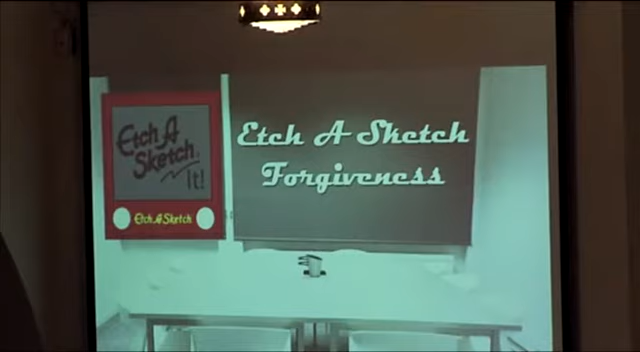 Etch A
Sketch
It!
Etch A Sketch
Etch A Sketch
Forgiveness